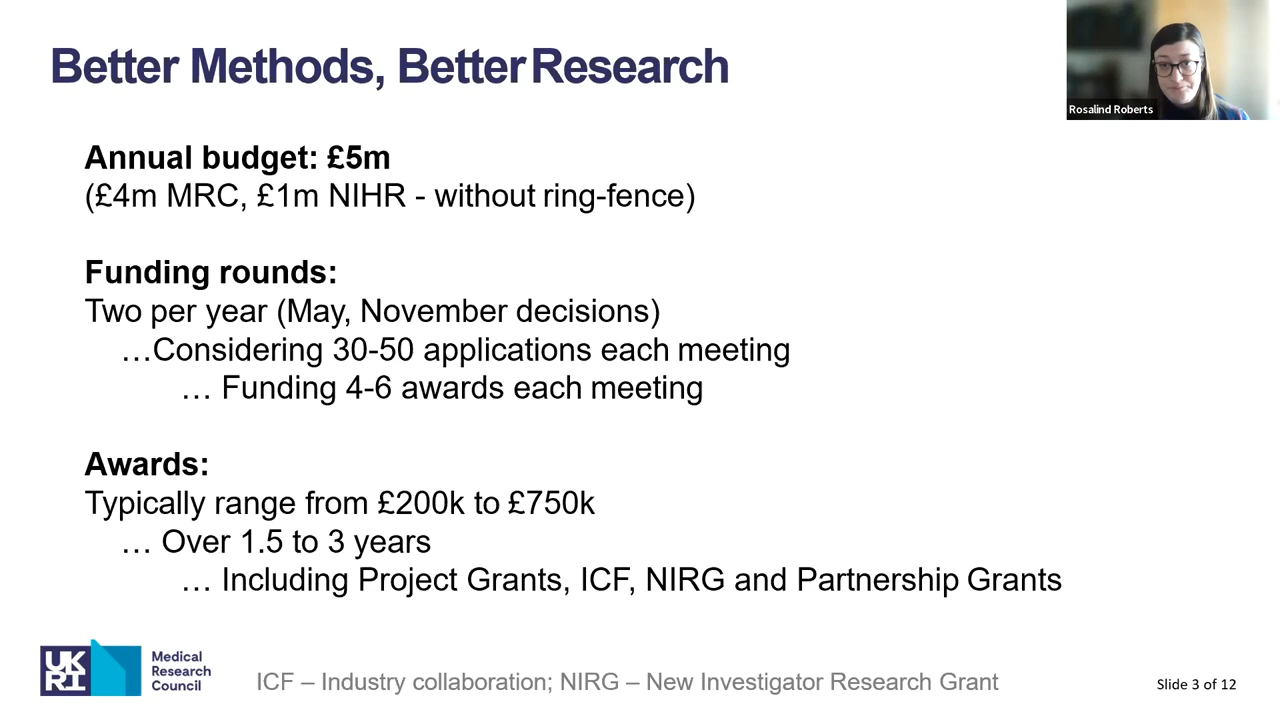 Better Methods, Better Research
Rosalind Roberts
Annual budget: £5m
(£4m MRC, £1m NIHR - without ring-fence)
Funding rounds:
Two per year (May, November decisions)
…Considering 30-50 applications each meeting
… Funding 4-6 awards each meeting
Awards:
Typically range from £200k to £750k
… Over 1.5 to 3 years
… Including Project Grants, ICF, NIRG and Partnership Grants
UKRI
Medical
Research
Council
ICF – Industry collaboration; NIRG – New Investigator Research Grant
Slide 3 of 12